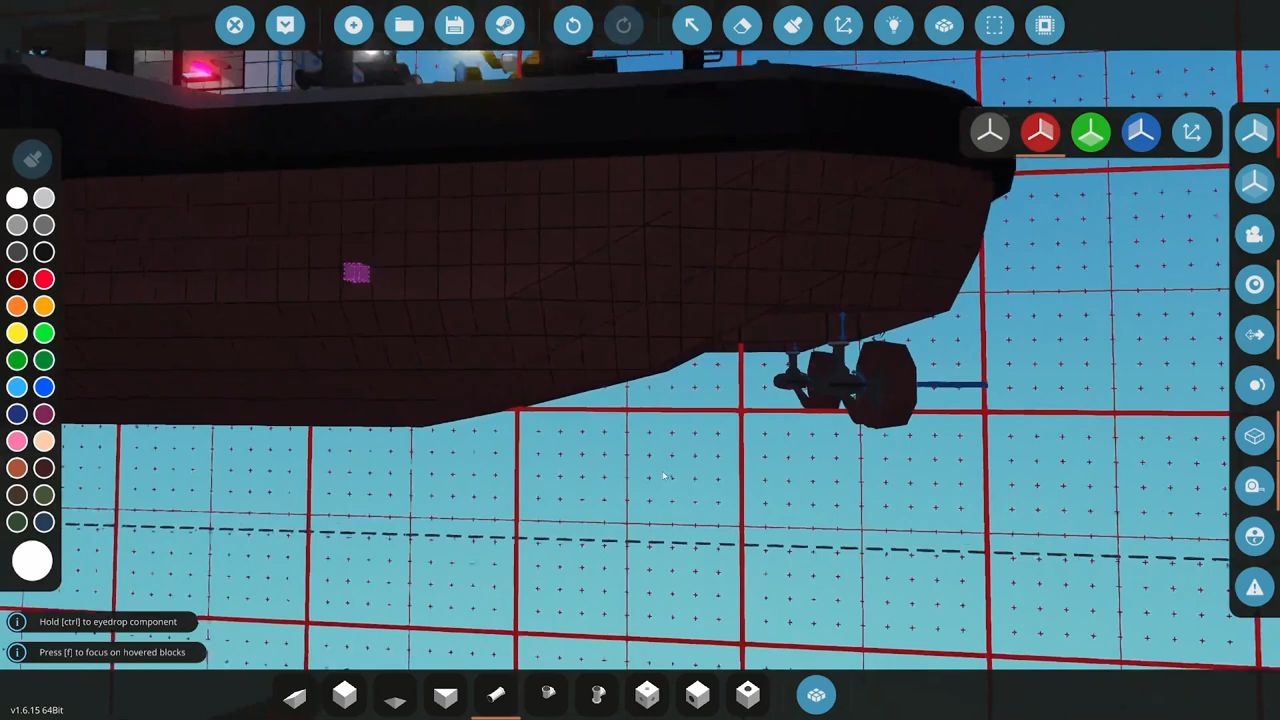 Hold [ctrl] to eyedrop component
Press [f] to focus on hovered blocks
v1.6.15 64Bit